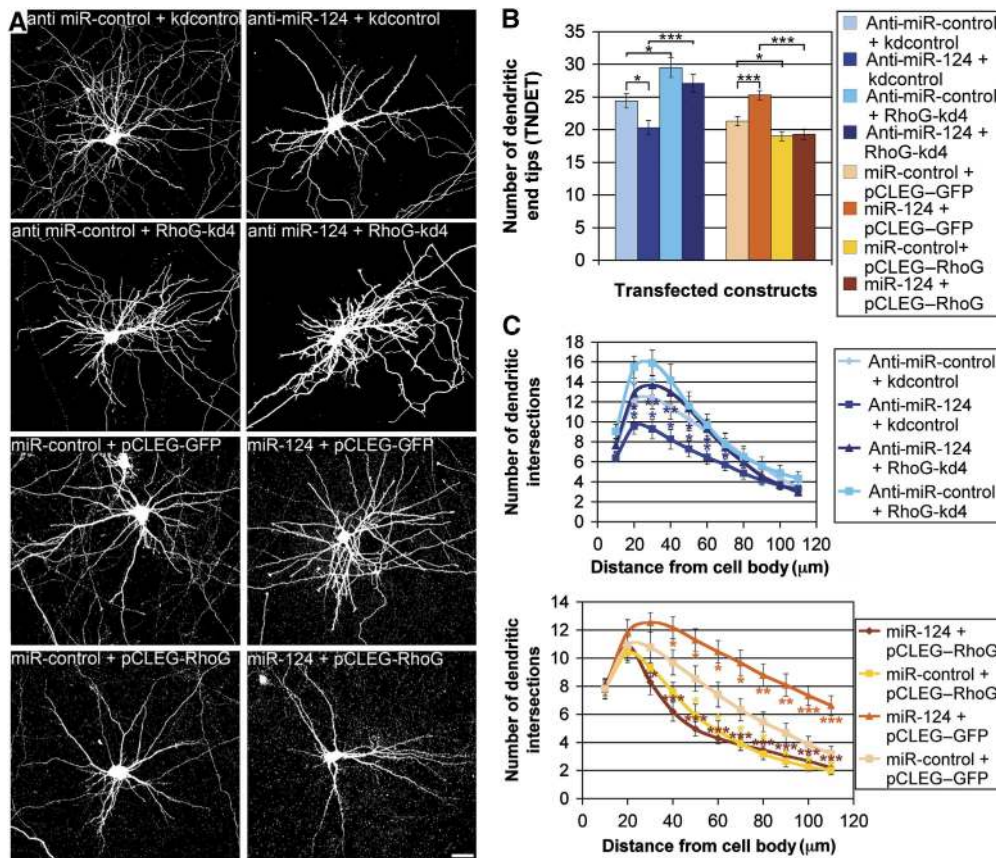 A
anti miR-control + kdcontrol
anti-miR-124 + kdcontrol
anti miR-control + RhoG-kd4
anti miR-124 + RhoG-kd4
miR-control + pCLEG-GFP
miR-124 + pCLEG-GFP
miR-control + pCLEG-RhoG
miR-124 + pCLEG-RhoG
B
Number of dendritic
end tips (TNDET)
35
30
25
20
15
10
5
0
*
***
*
***
*
***
Transfected constructs
Anti-miR-control
+ kdcontrol
Anti-miR-124 +
kdcontrol
Anti-miR-control
+ RhoG-kd4
Anti-miR-124 +
RhoG-kd4
miR-control +
pCLEG–GFP
miR-124 +
pCLEG–GFP
miR-control+
pCLEG–RhoG
miR-124 +
pCLEG–RhoG
C
Number of dendritic
intersections
18
16
14
12
10
8
6
4
2
0
0 20 40 60 80 100 120
Distance from cell body (μm)
Anti-miR-control
+ kdcontrol
Anti-miR-124
+ kdcontrol
Anti-miR-124
+ RhoG-kd4
Anti-miR-control
+ RhoG-kd4
Number of dendritic
intersections
14
12
10
8
6
4
2
0
0 20 40 60 80 100 120
Distance from cell body (μm)
miR-124 +
pCLEG–RhoG
miR-control +
pCLEG–RhoG
miR-124 +
pCLEG–GFP
miR-control +
pCLEG–GFP